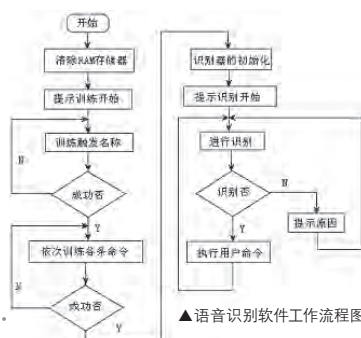 开始
清除RAM存储器
提示训练开始
训练触发名称
N
成功否
Y
依次训练各条命令
N
成功否
Y
识别器的初始化
提示识别开始
进行识别
识别否
N
Y
提示原因
执行用户命令
。
▲语音识别软件工作流程图